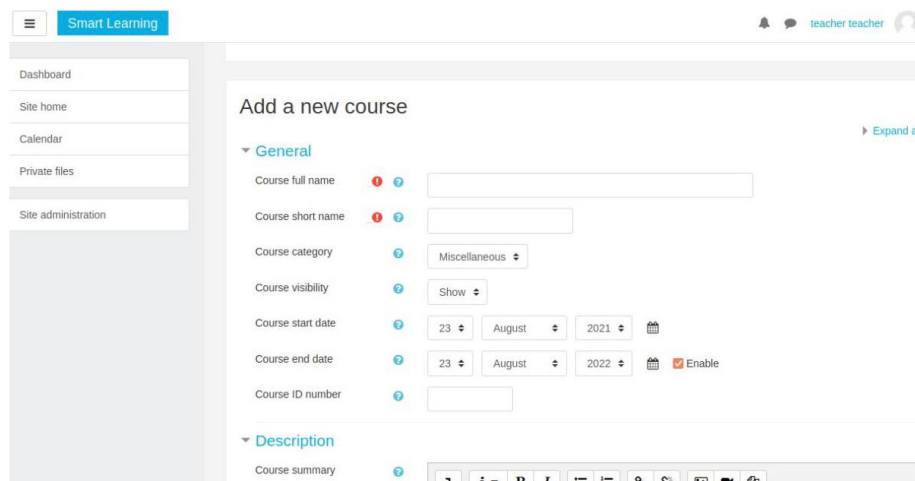 Smart Learning
teacher teacher
Dashboard
Site home
Calendar
Private files
Site administration
Add a new course
Expand a
General
Course full name
Course short name
Course category Miscellaneous
Course visibility Show
Course start date 23 August 2021
Course end date 23 August 2022 Enable
Course ID number
Description
Course summary
B I